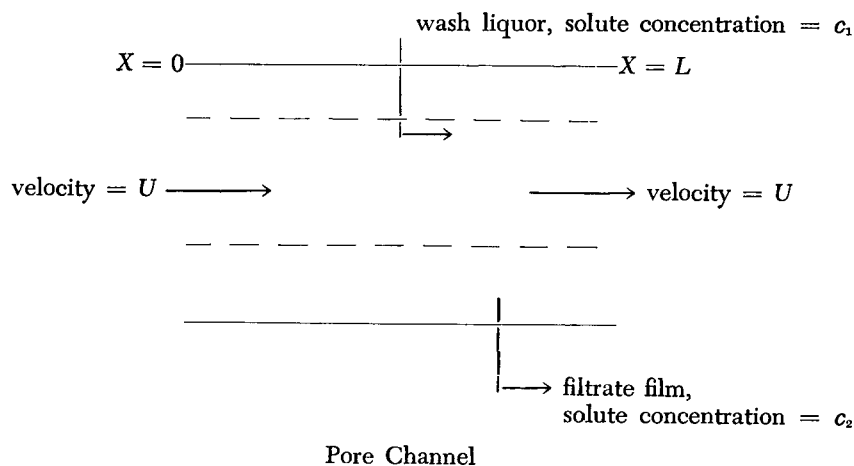 wash liquor, solute concentration = c₁
X = 0
X = L
velocity = U
velocity = U
filtrate film,
solute concentration = c₂
Pore Channel